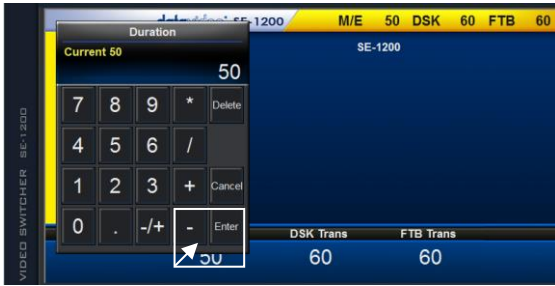 SE-1200 M/E 50 DSK 60 FTB 60
Duration
Current 50
50
SE-1200
7 8 9 * Delete
4 5 6 /
1 2 3 + Cancel
0 . -/+ - Enter
DSK Trans FTB Trans
50 60 60
VIDEO SWITCHER SE-1200